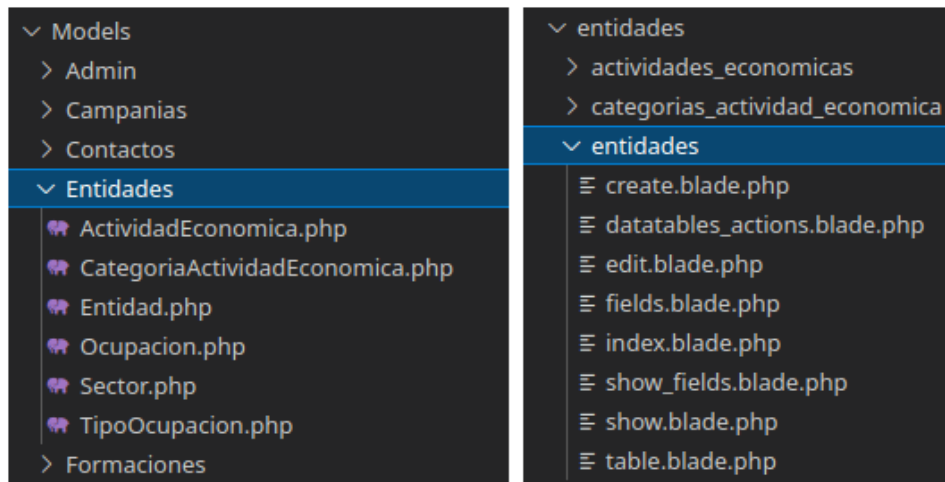 Models
Admin
Campanias
Contactos
Entidades
ActividadEconomica.php
CategoriaActividadEconomica.php
Entidad.php
Ocupacion.php
Sector.php
TipoOcupacion.php
Formaciones
entidades
actividades_economicas
categorias_actividad_economica
entidades
create.blade.php
datatables_actions.blade.php
edit.blade.php
fields.blade.php
index.blade.php
show_fields.blade.php
show.blade.php
table.blade.php